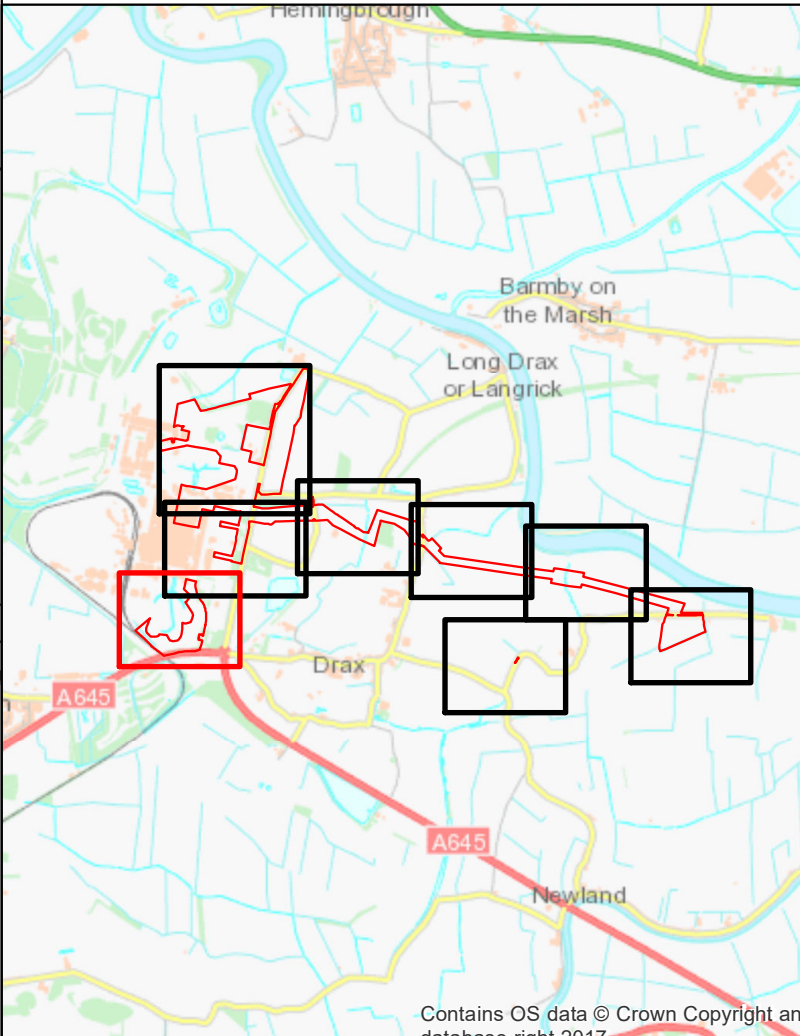 Hemingbrough
Barmby on
the Marsh
Long Drax
or Langrick
Drax
A645
A645
Newland
Contains OS data © Crown Copyright an
database right 2017